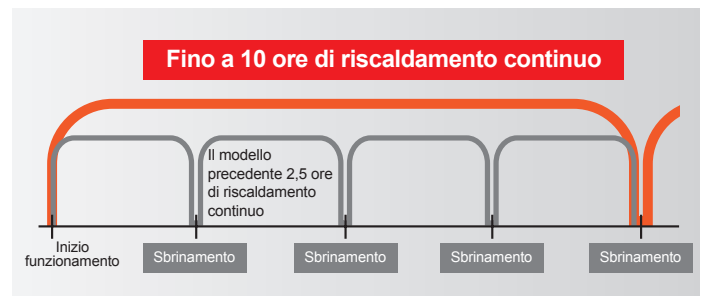 Fino a 10 ore di riscaldamento continuo
Il modello
precedente 2,5 ore
di riscaldamento
continuo
Inizio
funzionamento
Sbrinamento
Sbrinamento
Sbrinamento
Sbrinamento